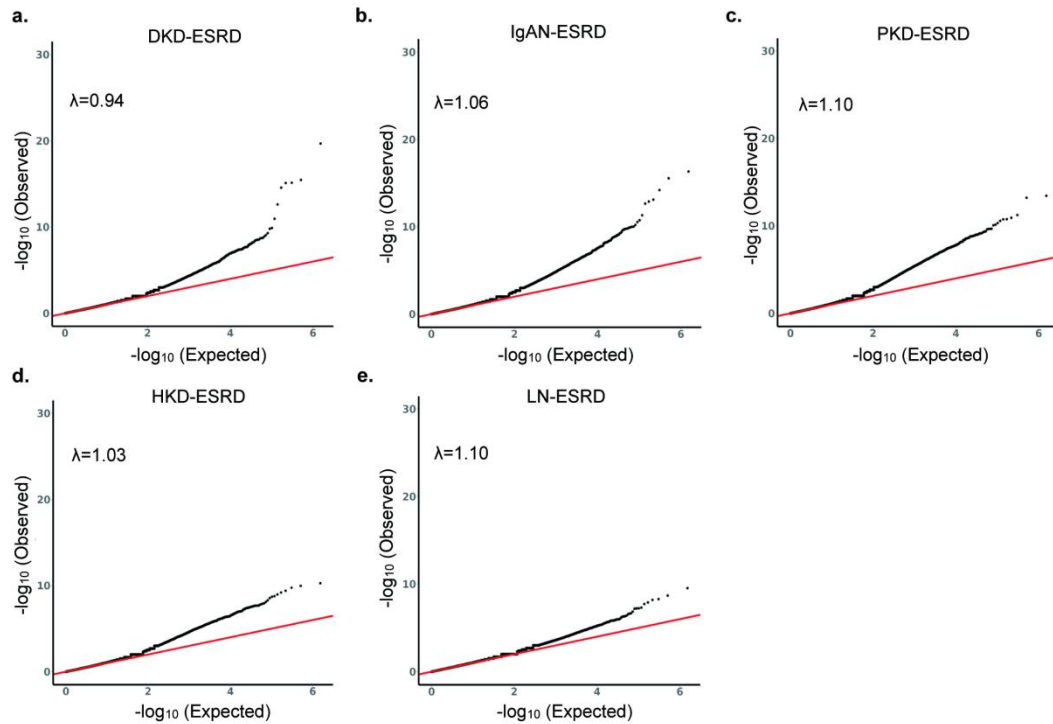 a.
DKD-ESRD
30
λ=0.94
20
10
0
-log10 (Observed)
0 2 4 6
-log10 (Expected)
b.
IgAN-ESRD
30
λ=1.06
20
10
0
-log10 (Observed)
0 2 4 6
-log10 (Expected)
c.
PKD-ESRD
30
λ=1.10
20
10
0
-log10 (Observed)
0 2 4 6
-log10 (Expected)
d.
HKD-ESRD
30
λ=1.03
20
10
0
-log10 (Observed)
0 2 4 6
-log10 (Expected)
e.
LN-ESRD
30
λ=1.10
20
10
0
-log10 (Observed)
0 2 4 6
-log10 (Expected)